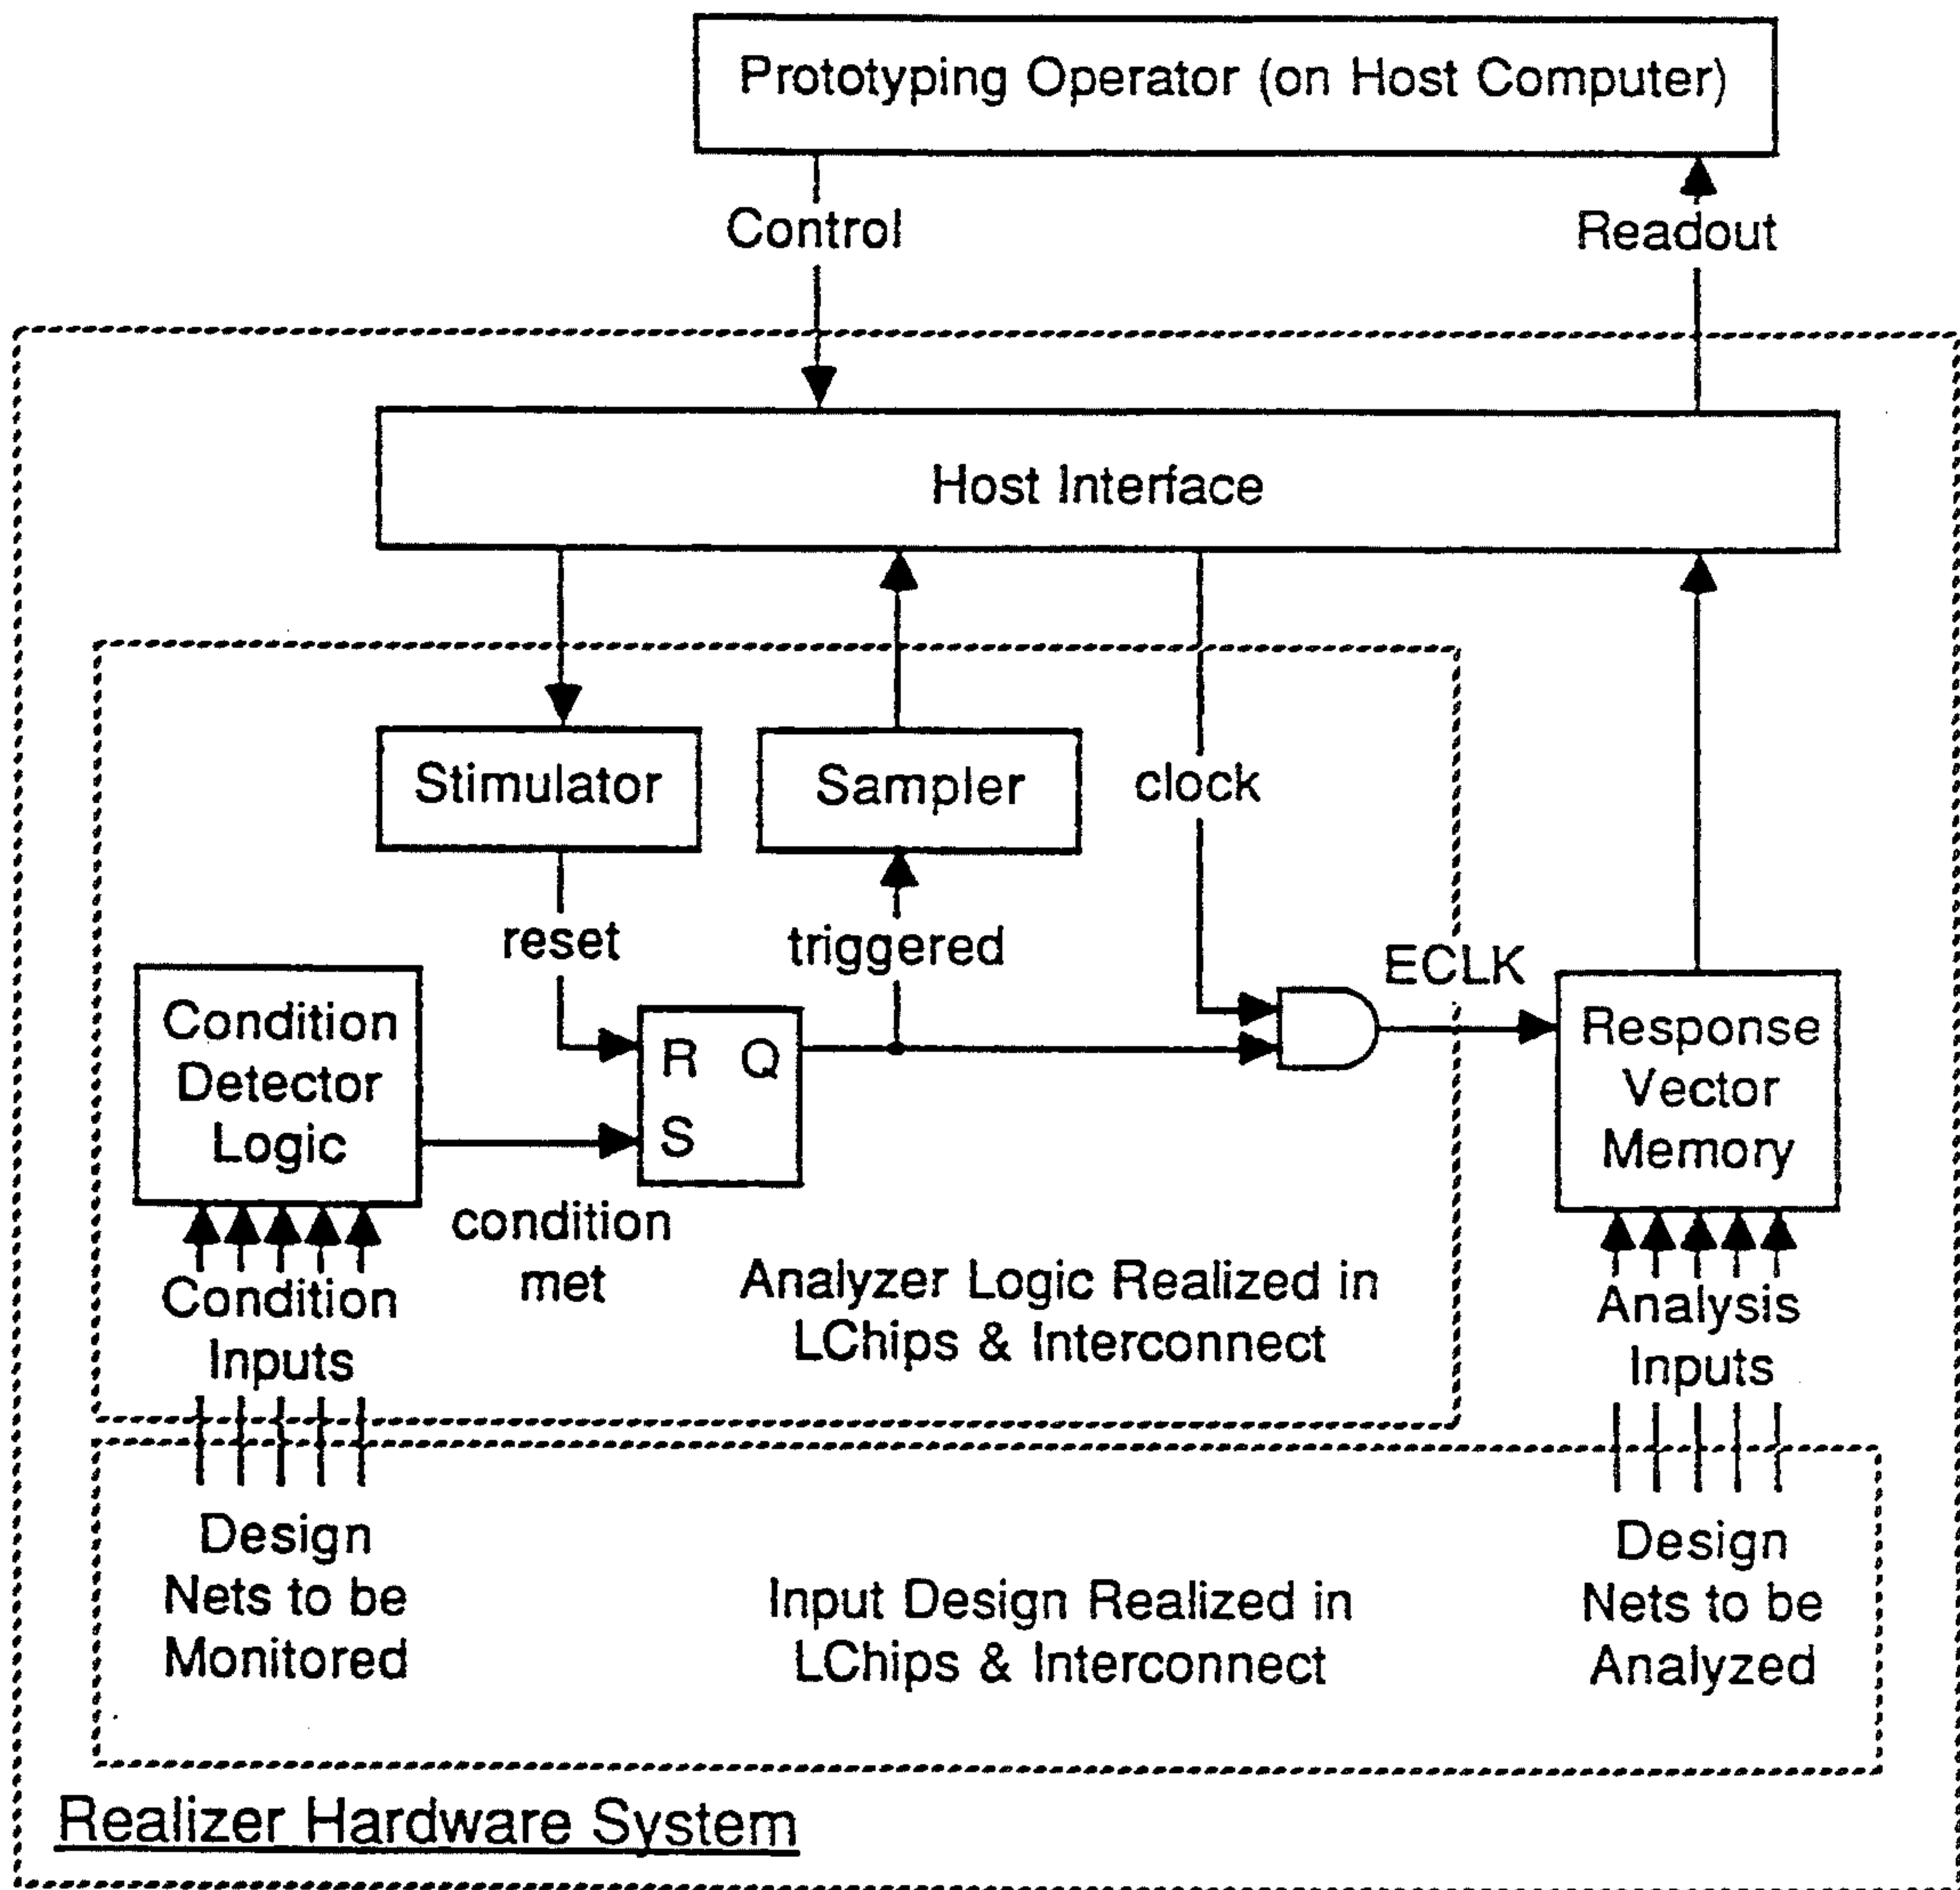 Prototyping Operator (on Host Computer)
Control
Readout
Host Interface
Stimulator
Sampler
clock
reset
triggered
ECLK
Condition
Detector
Logic
R Q
S
Response
Vector
Memory
condition
met
Condition
Inputs
Analyzer Logic Realized in
LChips & Interconnect
Analysis
Inputs
Design
Nets to be
Monitored
Input Design Realized in
LChips & Interconnect
Design
Nets to be
Analyzed
Realizer Hardware System